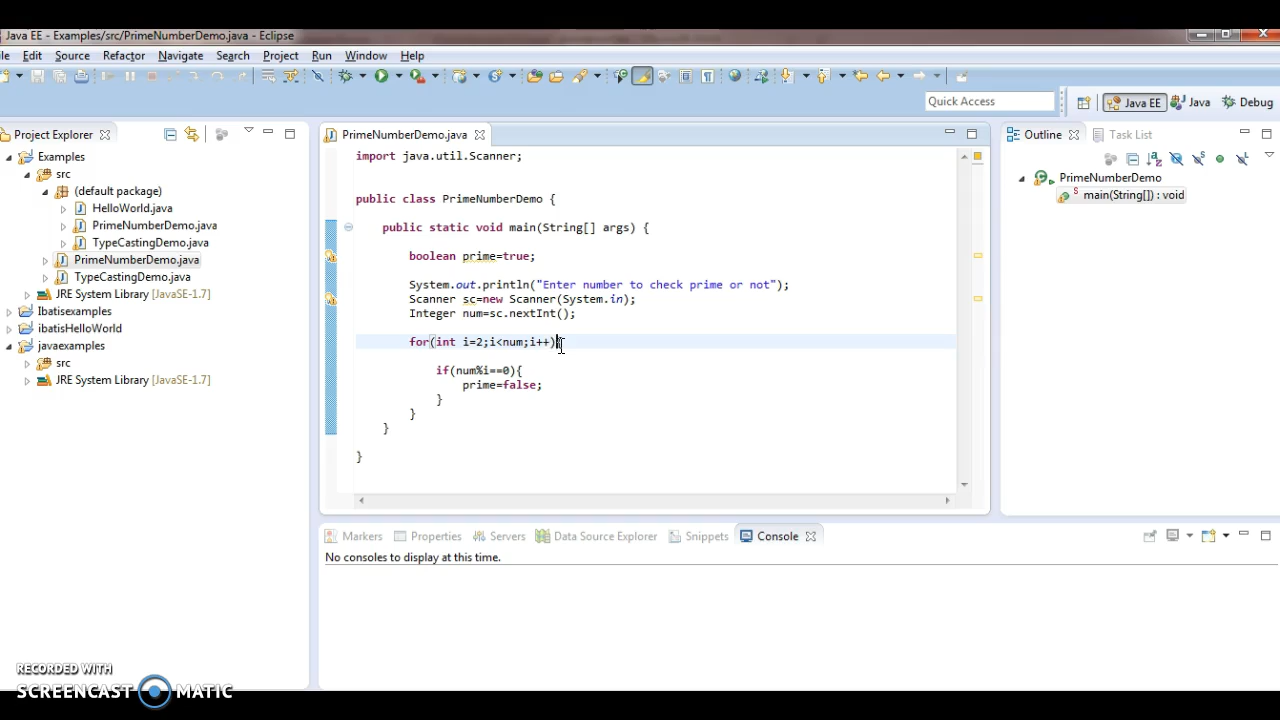 Java EE - Examples/src/PrimeNumberDemo.java - Eclipse
le Edit Source Refactor Navigate Search Project Run Window Help
Quick Access
Java EE Java Debug
Project Explorer
Examples
src
(default package)
HelloWorld.java
PrimeNumberDemo.java
TypeCastingDemo.java
PrimeNumberDemo.java
TypeCastingDemo.java
JRE System Library [JavaSE-1.7]
Ibatisexamples
ibatisHelloWorld
javaexamples
src
JRE System Library [JavaSE-1.7]
PrimeNumberDemo.java
import java.util.Scanner;
public class PrimeNumberDemo {
public static void main(String[] args) {
boolean prime=true;
System.out.println("Enter number to check prime or not");
Scanner sc=new Scanner(System.in);
Integer num=sc.nextInt();
for(int i=2;i<num;i++){
if(num%i==0){
prime=false;
}
}
}
}
Outline Task List
PrimeNumberDemo
S main(String[]) : void
Markers Properties Servers Data Source Explorer Snippets Console
No consoles to display at this time.
RECORDED WITH
SCREENCAST MATIC